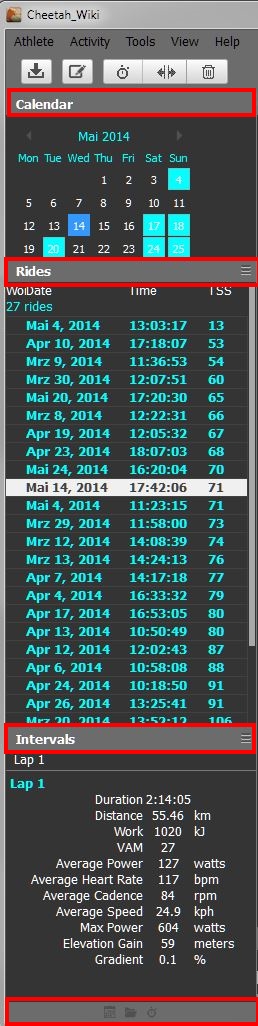 Cheetah_Wiki
Athlete Activity Tools View Help
Calendar
Mai 2014
Mon Tue Wed Thu Fri Sat Sun
1 2 3 4
5 6 7 8 9 10 11
12 13 14 15 16 17 18
19 20 21 22 23 24 25
Rides
Wo Date Time TSS
27 rides
Mai 4, 2014 13:03:17 13
Apr 10, 2014 17:18:07 53
Mrz 9, 2014 11:36:53 54
Mrz 30, 2014 12:07:51 60
Mai 17, 2014 17:20:30 65
Mrz 8, 2014 12:22:31 66
Apr 19, 2014 12:05:32 67
Apr 23, 2014 18:07:03 68
Mai 24, 2014 16:20:04 70
Mai 14, 2014 17:42:06 71
Mai 4, 2014 11:23:15 71
Mrz 29, 2014 11:58:00 73
Mrz 12, 2014 14:08:39 74
Mrz 13, 2014 14:24:13 76
Apr 7, 2014 14:17:18 77
Apr 4, 2014 16:33:32 79
Apr 17, 2014 16:53:05 80
Apr 13, 2014 10:50:49 80
Apr 12, 2014 12:02:43 87
Apr 6, 2014 10:58:08 88
Apr 24, 2014 10:18:50 91
Apr 26, 2014 13:25:41 91
Mrz 20, 2014 13:52:12 106
Intervals
Lap 1
Lap 1
Duration 2:14:05
Distance 55.46 km
Work 1020 kJ
VAM 27
Average Power 127 watts
Average Heart Rate 117 bpm
Average Cadence 84 rpm
Average Speed 24.9 kph
Max Power 604 watts
Elevation Gain 59 meters
Gradient 0.1 %